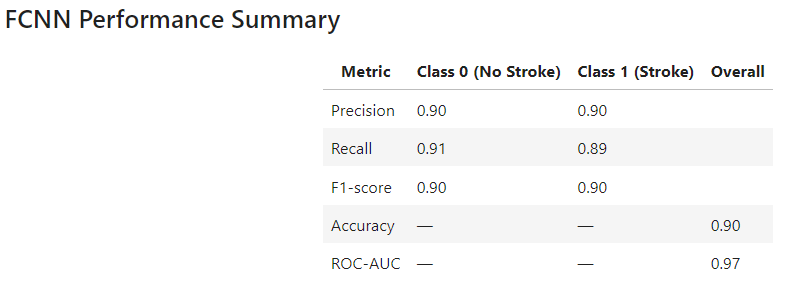 FCNN Performance Summary
Metric Class 0 (No Stroke) Class 1 (Stroke) Overall
Precision 0.90 0.90
Recall 0.91 0.89
F1-score 0.90 0.90
Accuracy — — 0.90
ROC-AUC — — 0.97